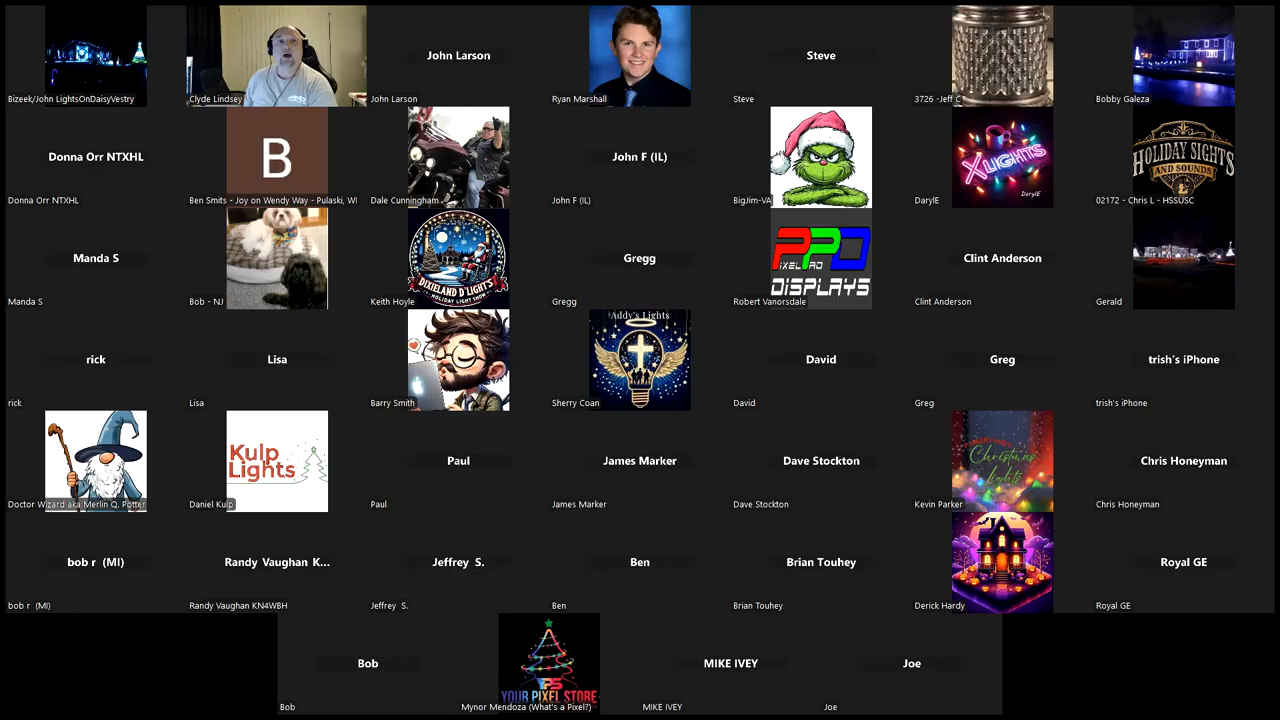 John Larson
Steve
Bizeek/John LightsOnDaisyVestry
Clyde Lindsey
John Larson
Ryan Marshall
Steve
3726 -Jeff C
Bobby Galeza
Donna Orr NTXHL
B
John F (IL)
XLIGHTS
DarylE
HOLIDAY SIGHTS
AND SOUNDS
Donna Orr NTXHL
Ben Smits - Joy on Wendy Way - Pulaski, WI
Dale Cunningham
John F (IL)
BigJim-VA
DarylE
02172 - Chris L - HSSUSC
Manda S
DIXIELAND D'LIGHTS
HOLIDAY LIGHT SHOW
Gregg
PPD
DISPLAYS
Clint Anderson
Manda S
Bob - NJ
Keith Hoyle
Gregg
Robert Vanorsdale
Clint Anderson
Gerald
rick
Lisa
Addy's Lights
David
Greg
trish's iPhone
rick
Lisa
Barry Smith
Sherry Coan
David
Greg
trish's iPhone
Kulp
Lights
Paul
James Marker
Dave Stockton
Christmas
Lights
Chris Honeyman
Doctor Wizard aka Merlin Q. Potter
Daniel Kulp
Paul
James Marker
Dave Stockton
Kevin Parker
Chris Honeyman
bob r (MI)
Randy Vaughan K...
Jeffrey S.
Ben
Brian Touhey
Royal GE
bob r (MI)
Randy Vaughan KN4WBH
Jeffrey S.
Ben
Brian Touhey
Derick Hardy
Royal GE
Bob
YPS
YOUR PIXEL STORE
MIKE IVEY
Joe
Bob
Mynor Mendoza (What's a Pixel?)
MIKE IVEY
Joe